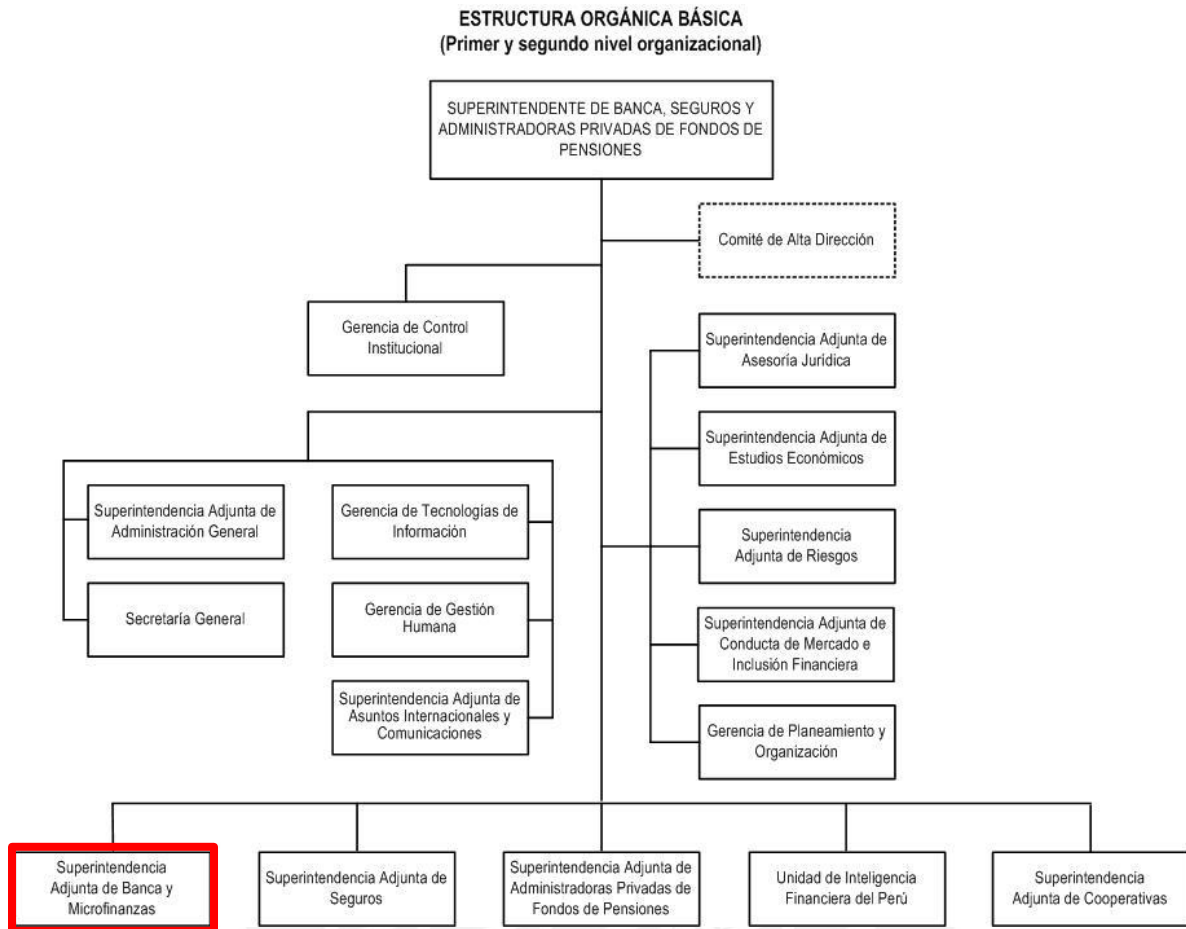 ESTRUCTURA ORGÁNICA BÁSICA
(Primer y segundo nivel organizacional)
SUPERINTENDENTE DE BANCA, SEGUROS Y
ADMINISTRADORAS PRIVADAS DE FONDOS DE
PENSIONES
Comité de Alta Dirección
Gerencia de Control
Institucional
Superintendencia Adjunta de
Asesoría Jurídica
Superintendencia Adjunta de
Estudios Económicos
Superintendencia Adjunta de
Administración General
Gerencia de Tecnologías de
Información
Superintendencia
Adjunta de Riesgos
Secretaría General
Gerencia de Gestión
Humana
Superintendencia Adjunta de
Conducta de Mercado e
Inclusión Financiera
Superintendencia Adjunta de
Asuntos Internacionales y
Comunicaciones
Gerencia de Planeamiento y
Organización
Superintendencia
Adjunta de Banca y
Microfinanzas
Superintendencia Adjunta de
Seguros
Superintendencia Adjunta de
Administradoras Privadas de
Fondos de Pensiones
Unidad de Inteligencia
Financiera del Perú
Superintendencia
Adjunta de Cooperativas